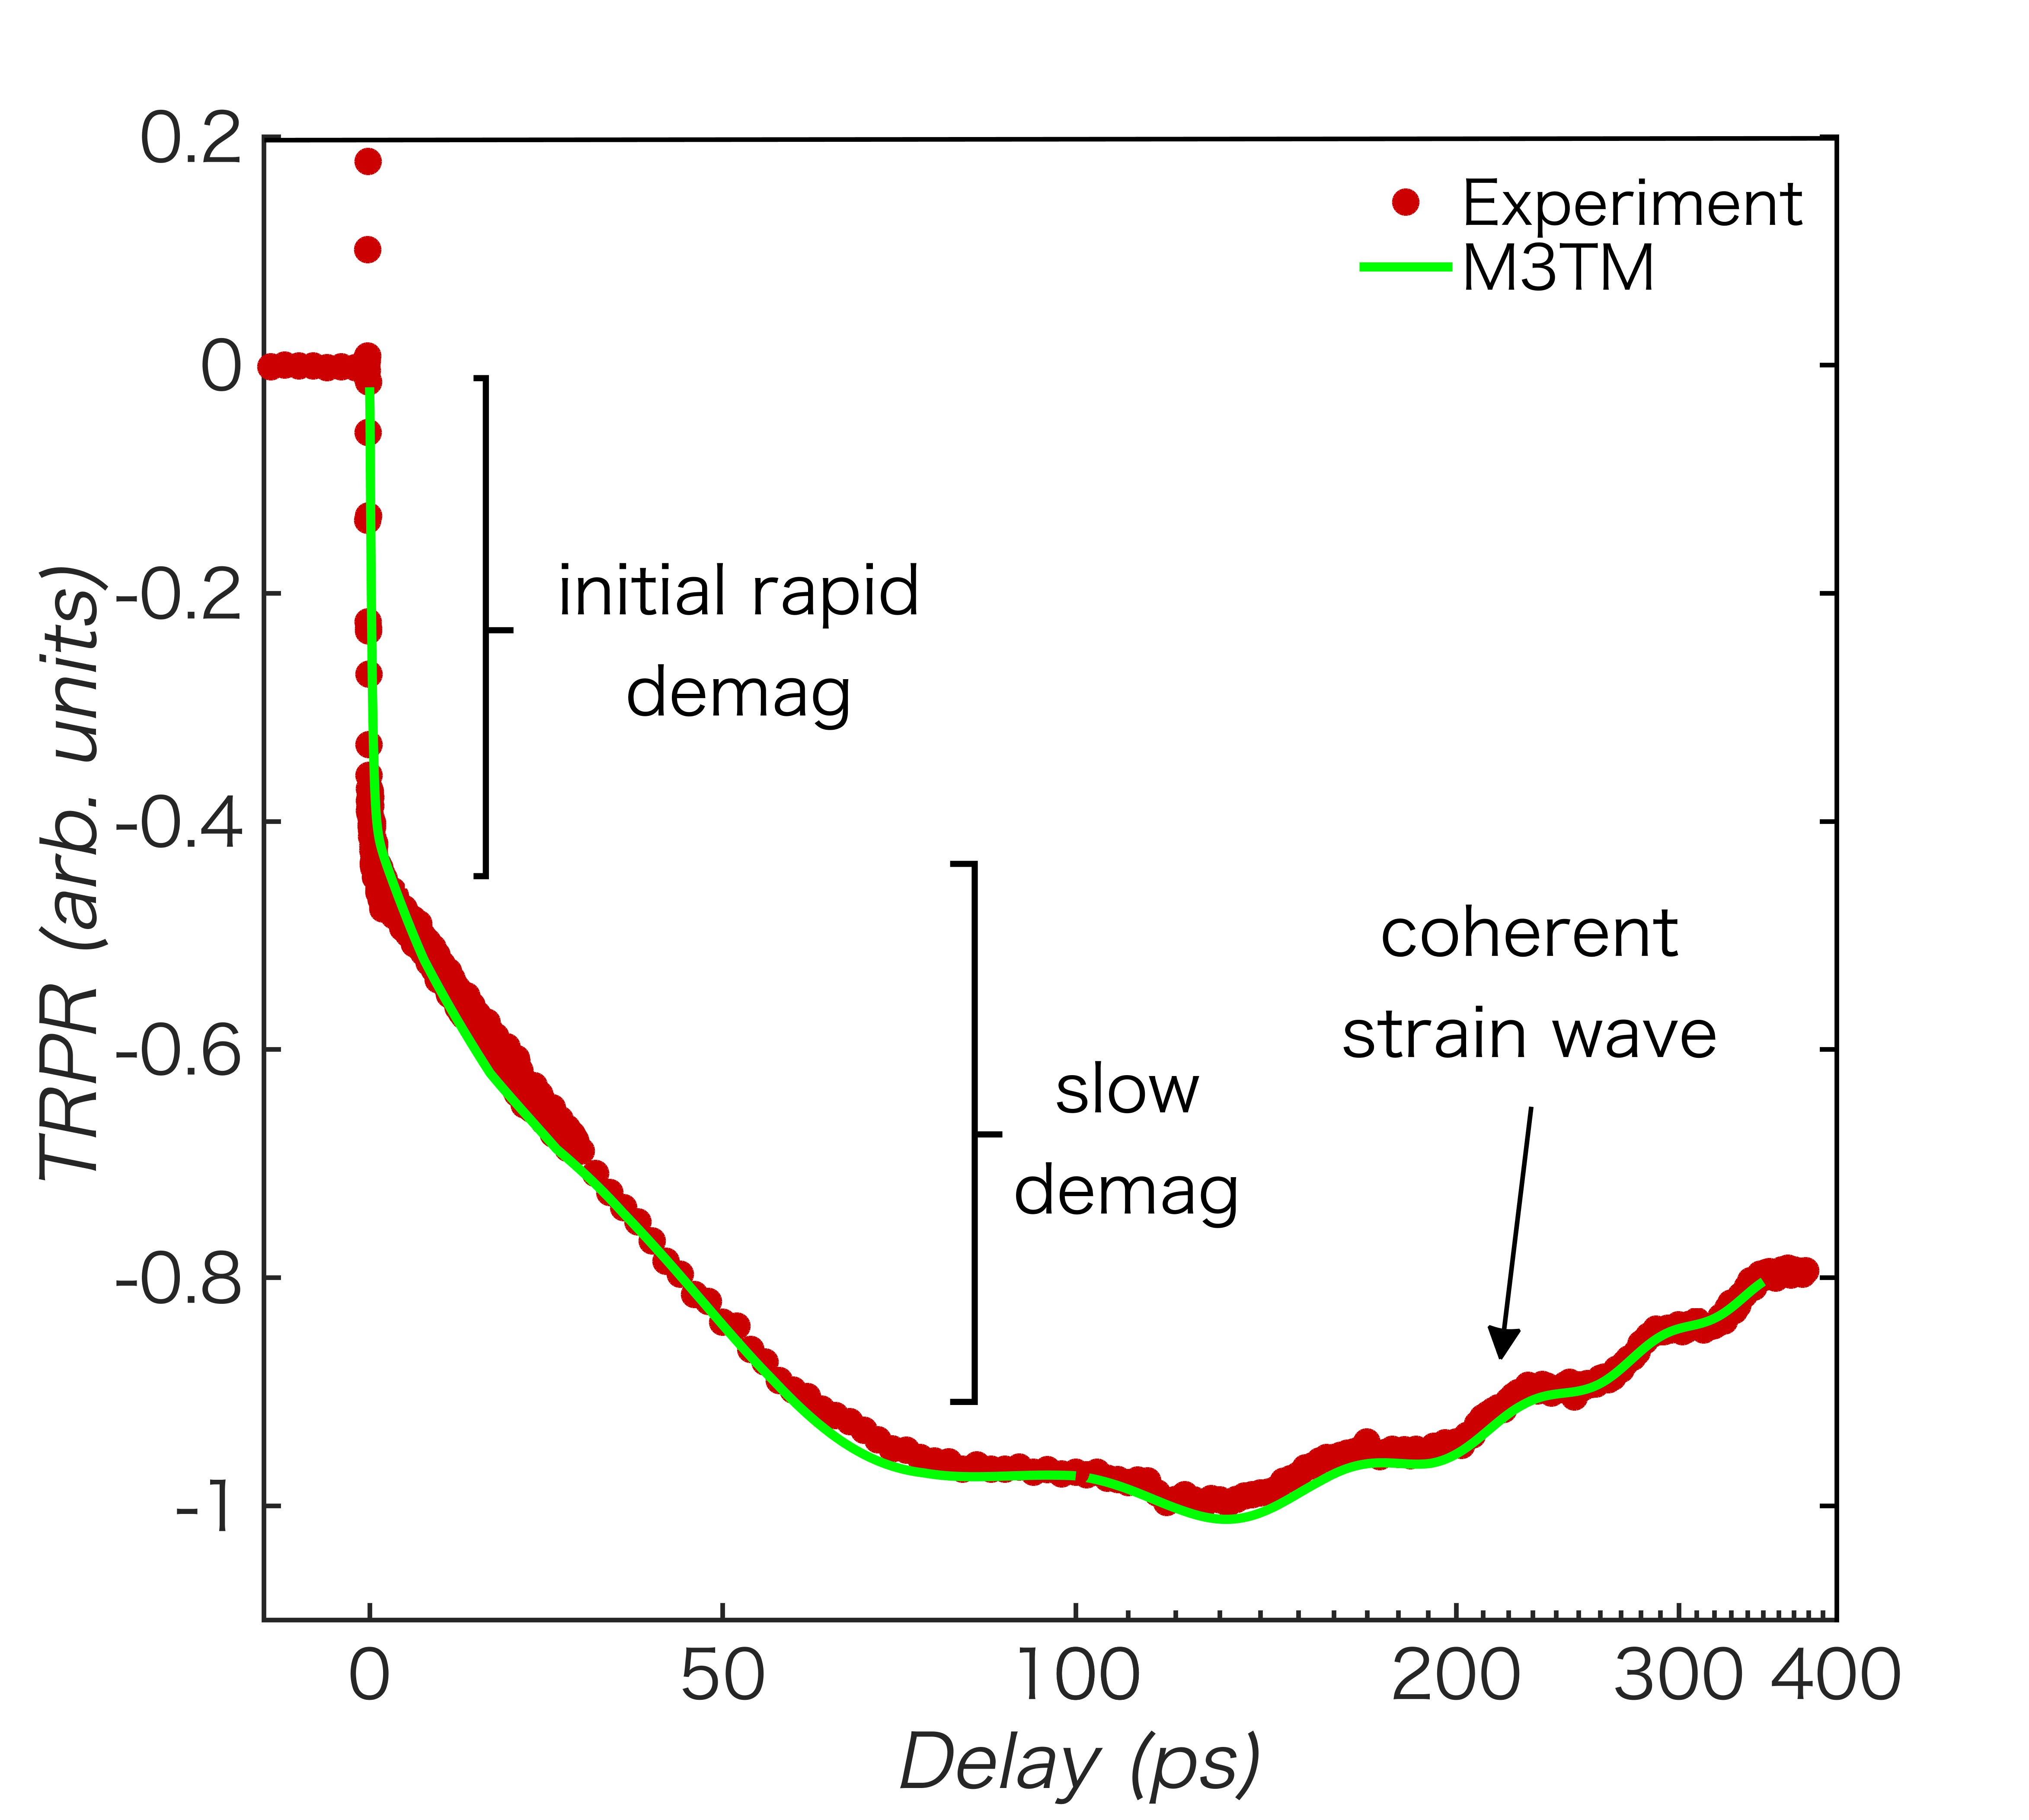 0.2
0
-0.2
-0.4
-0.6
-0.8
-1
TRPR (arb. units)
Experiment
M3TM
initial rapid
demag
slow
demag
coherent
strain wave
0 50 100 200 300 400
Delay (ps)